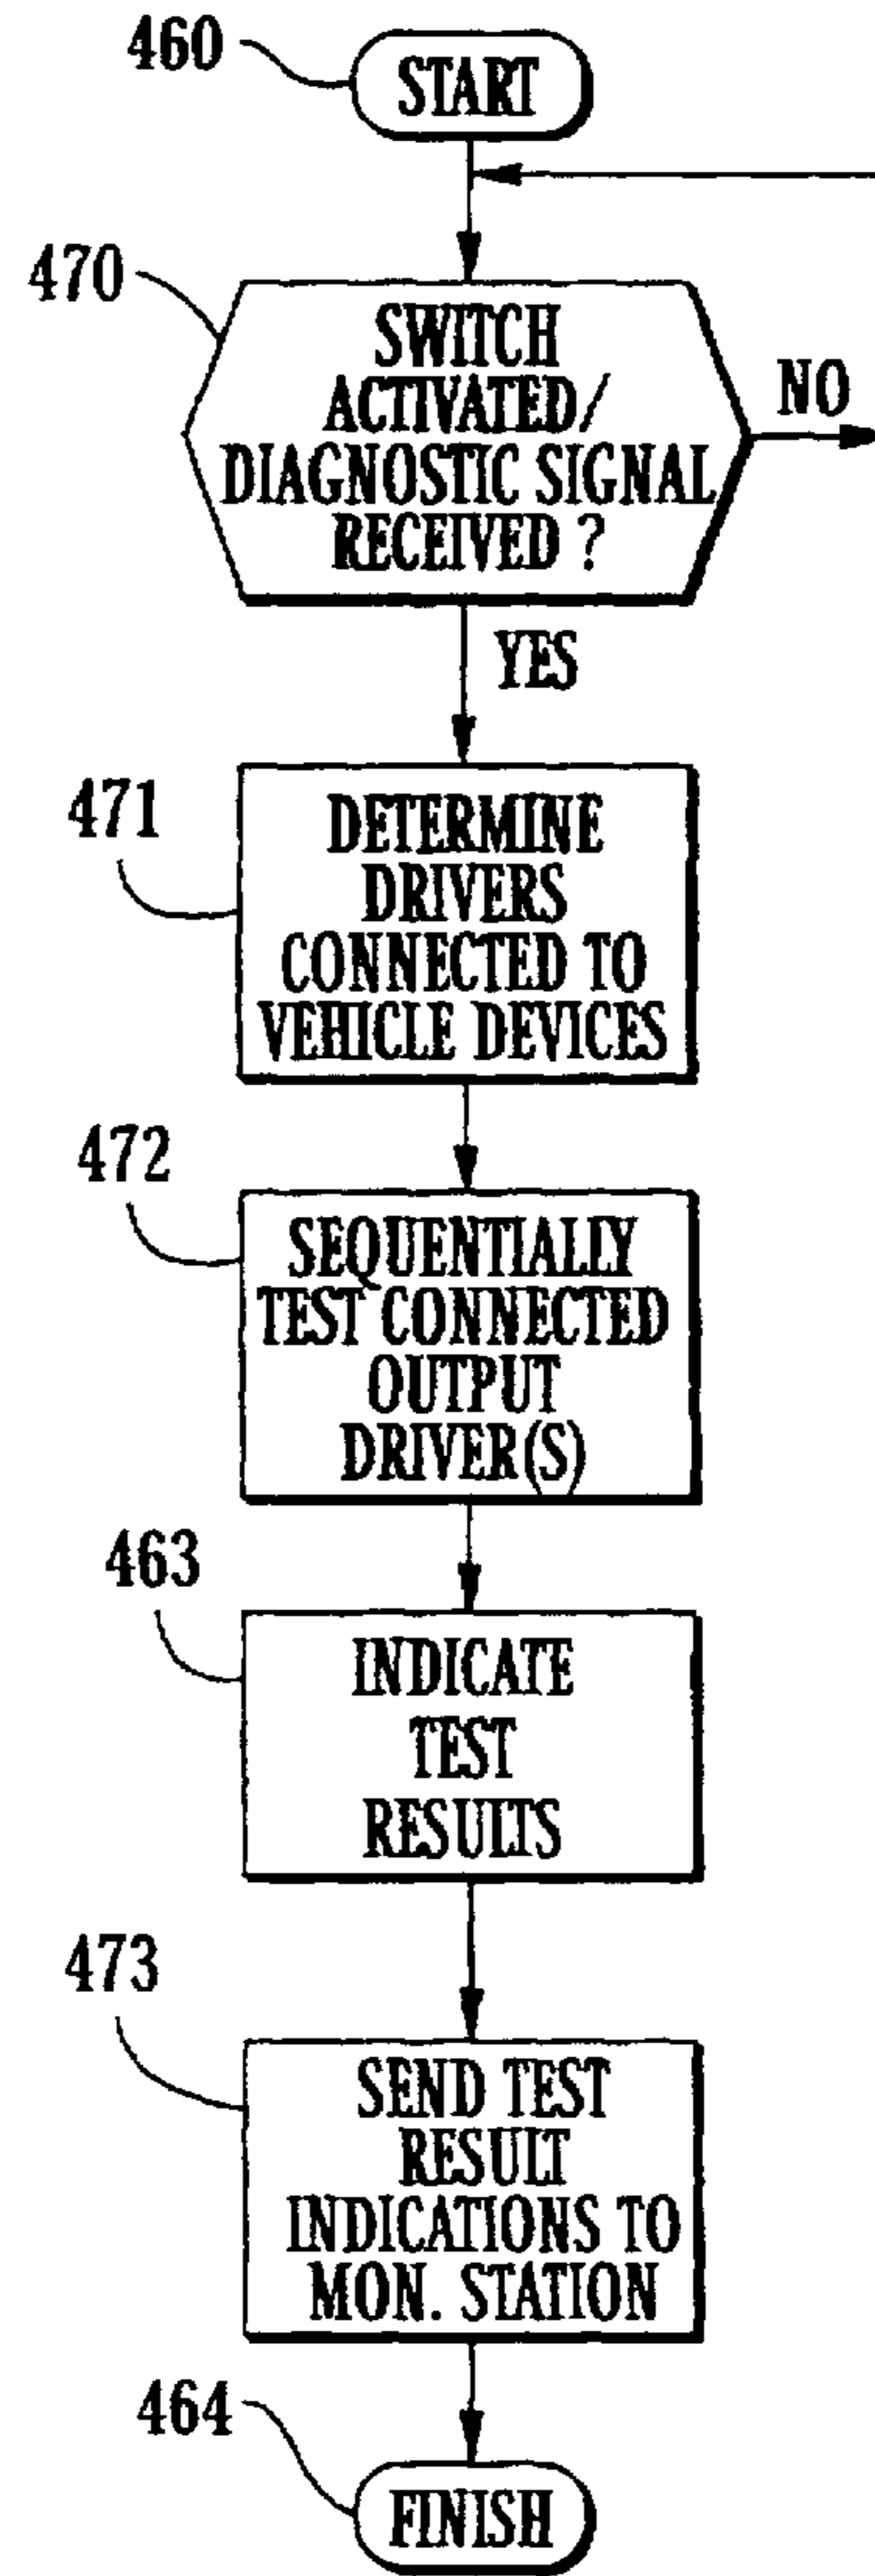 460
START
470
SWITCH
ACTIVATED/
DIAGNOSTIC SIGNAL
RECEIVED ?
NO
YES
471
DETERMINE
DRIVERS
CONNECTED TO
VEHICLE DEVICES
472
SEQUENTIALLY
TEST CONNECTED
OUTPUT
DRIVER(S)
463
INDICATE
TEST
RESULTS
473
SEND TEST
RESULT
INDICATIONS TO
MON. STATION
464
FINISH